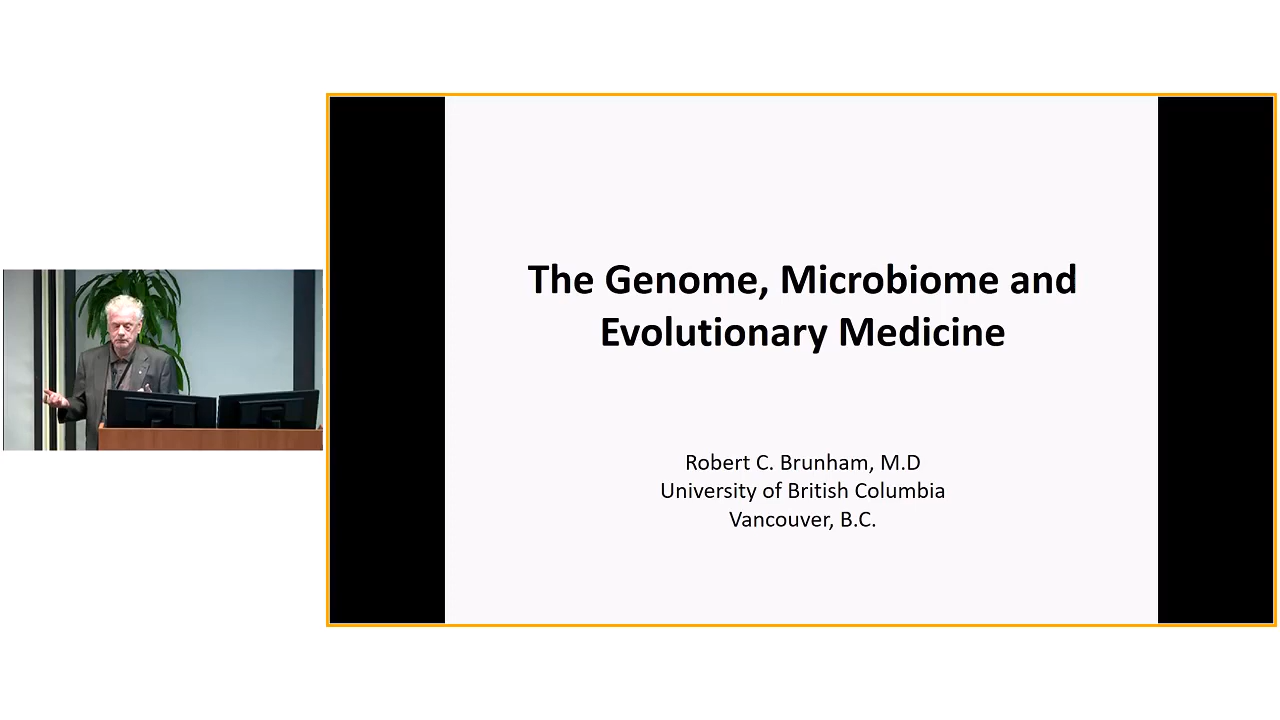 The Genome, Microbiome and
Evolutionary Medicine
Robert C. Brunham, M.D
University of British Columbia
Vancouver, B.C.